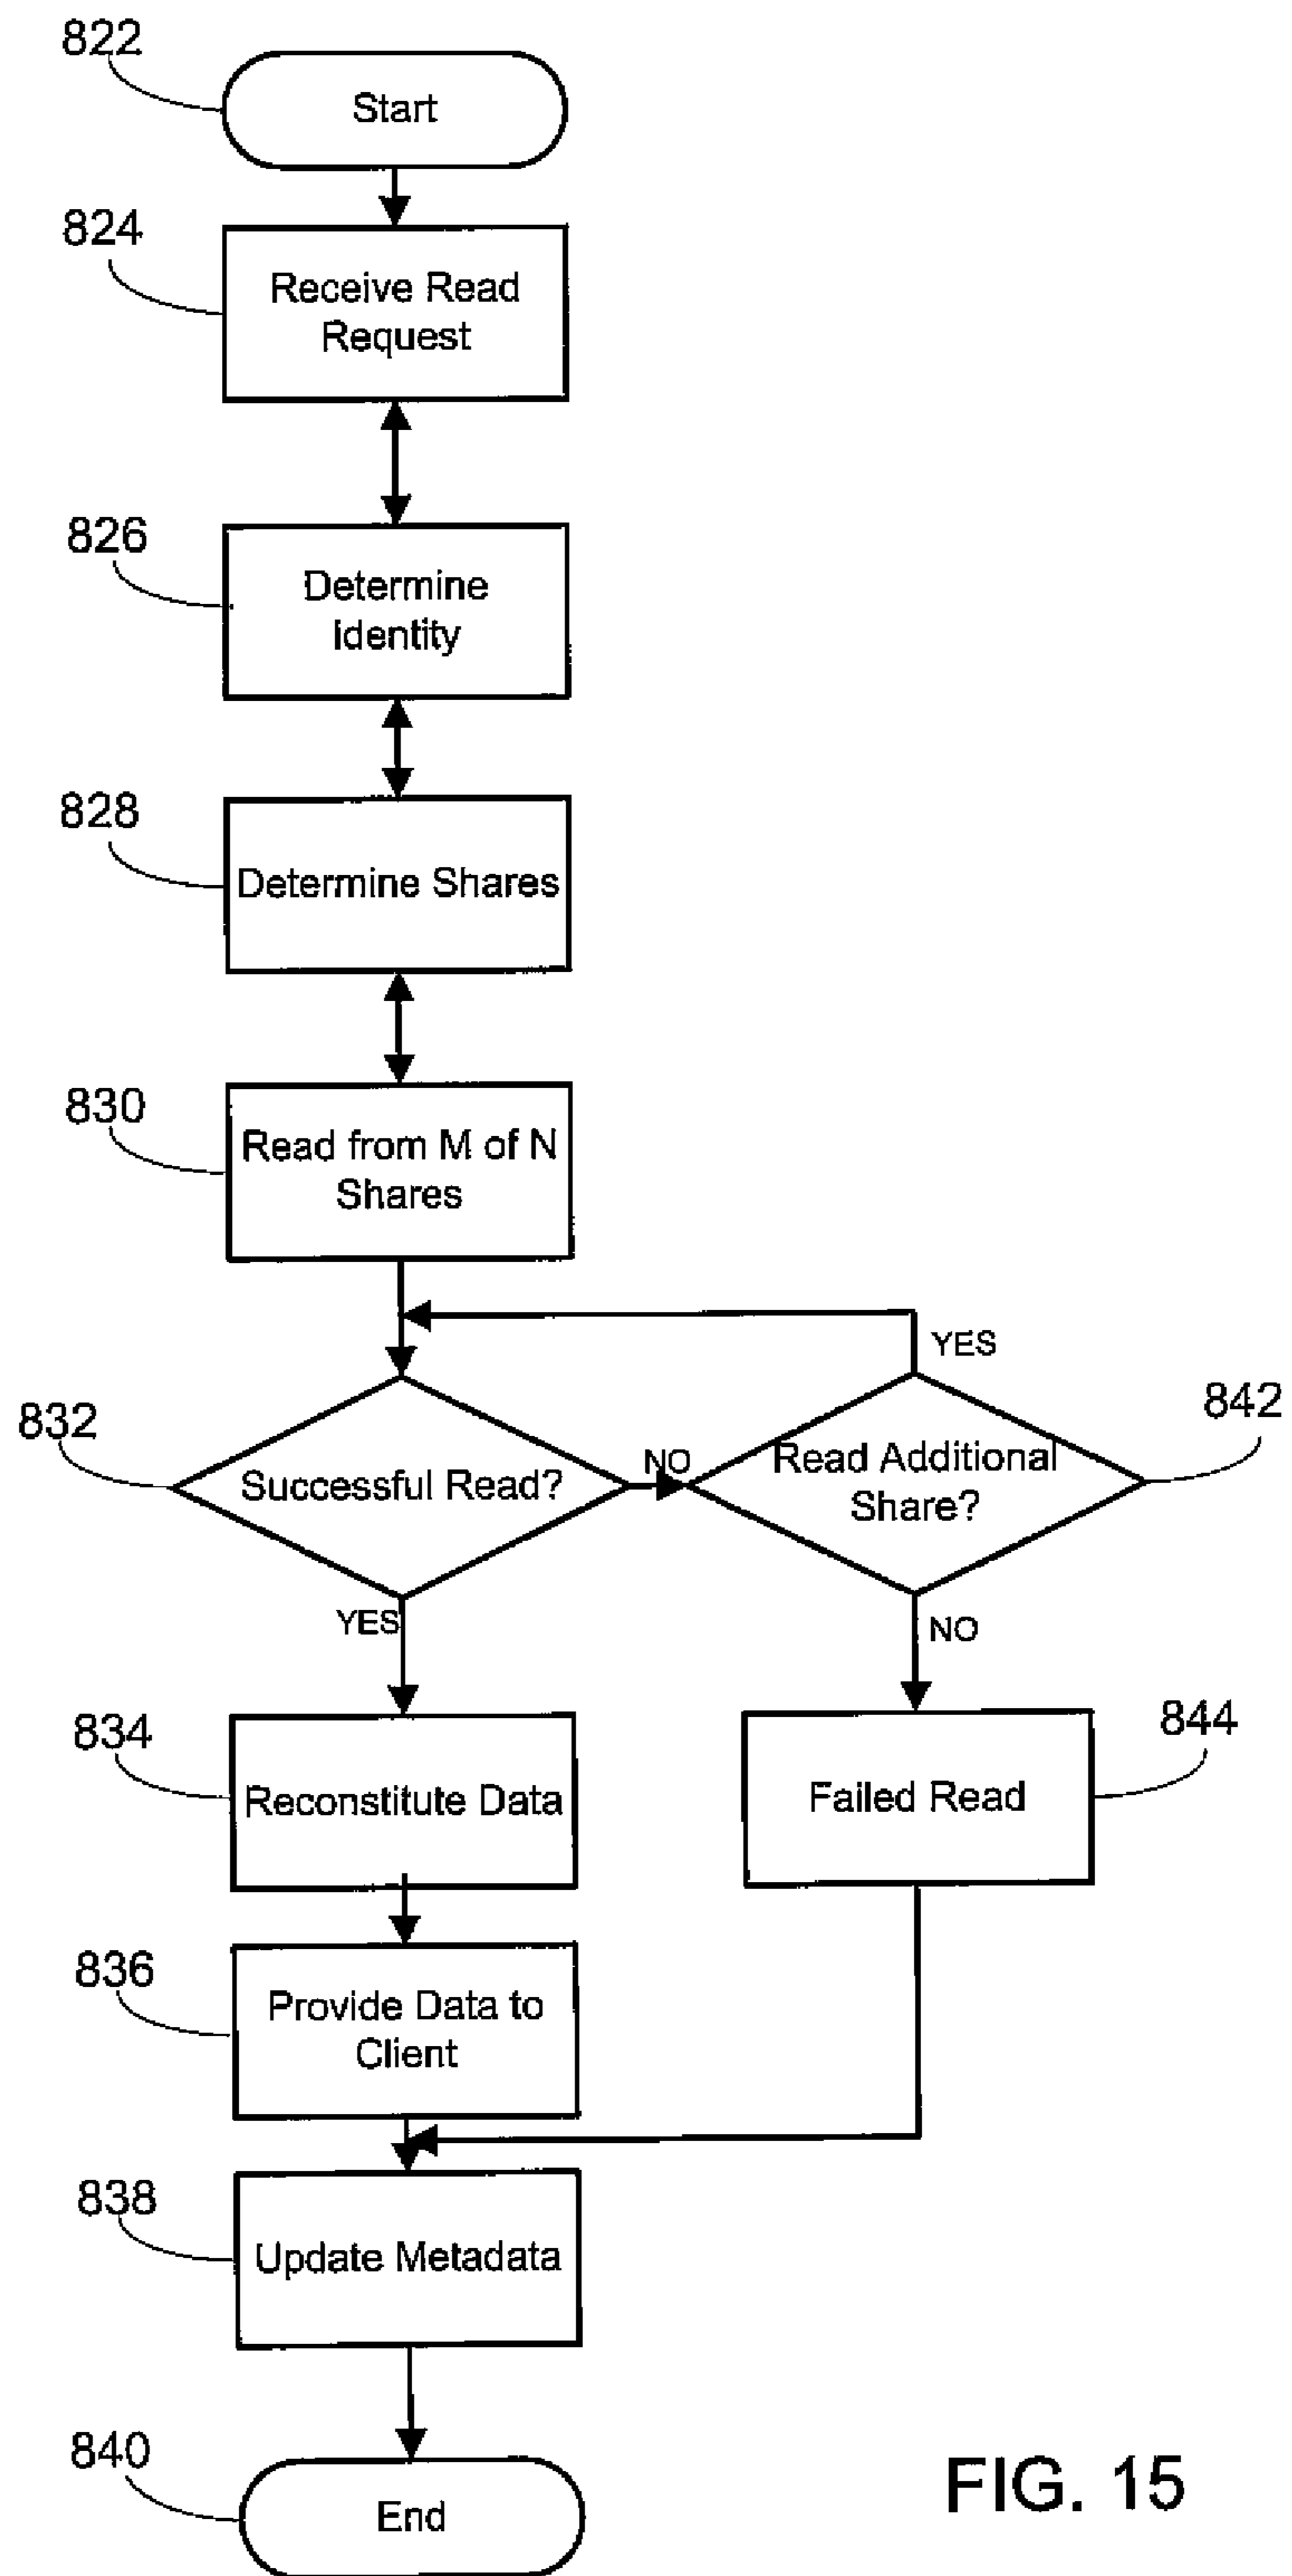 822
Start
824
Receive Read
Request
826
Determine
Identity
828
Determine Shares
830
Read from M of N
Shares
YES
832
Successful Read?
NO
Read Additional
Share?
842
YES
NO
834
Reconstitute Data
Failed Read
844
836
Provide Data to
Client
838
Update Metadata
840
End
FIG. 15